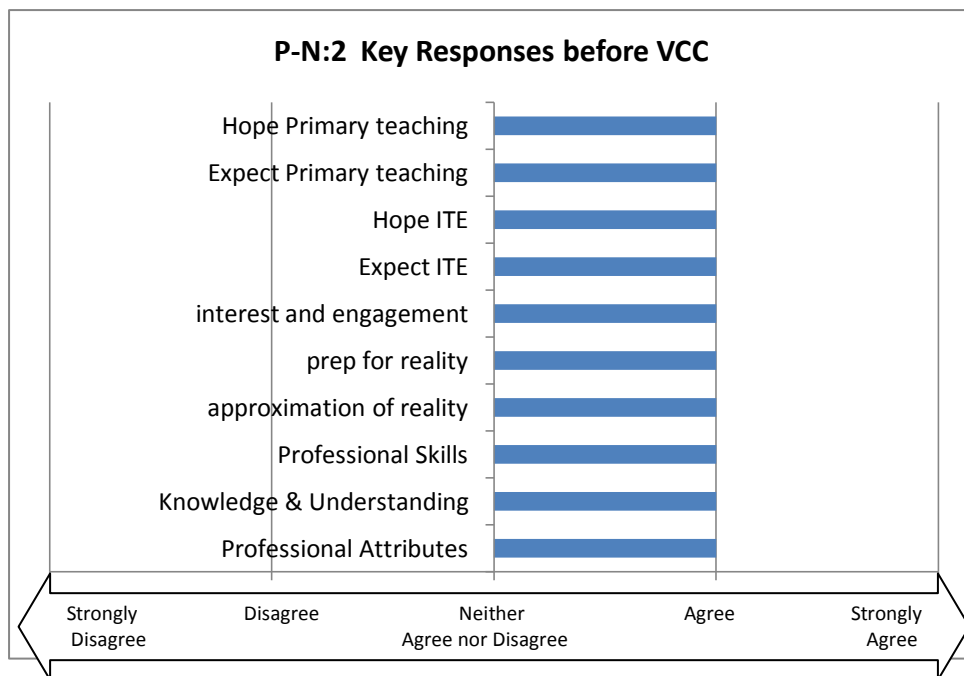 P-N:2 Key Responses before VCC
Hope Primary teaching
Expect Primary teaching
Hope ITE
Expect ITE
interest and engagement
prep for reality
approximation of reality
Professional Skills
Knowledge & Understanding
Professional Attributes
Strongly Disagree Neither Agree Strongly
Disagree Agree nor Disagree Agree